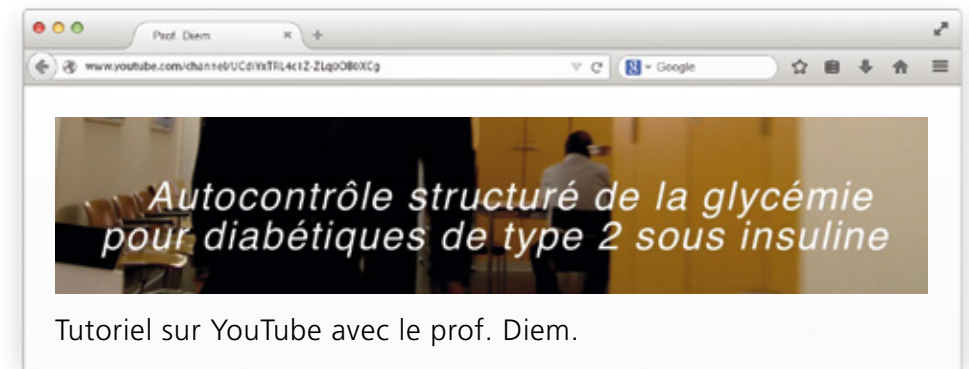 Prof. Diem
Google
Autocontrôle structuré de la glycémie
pour diabétiques de type 2 sous insuline
Tutoriel sur YouTube avec le prof. Diem.